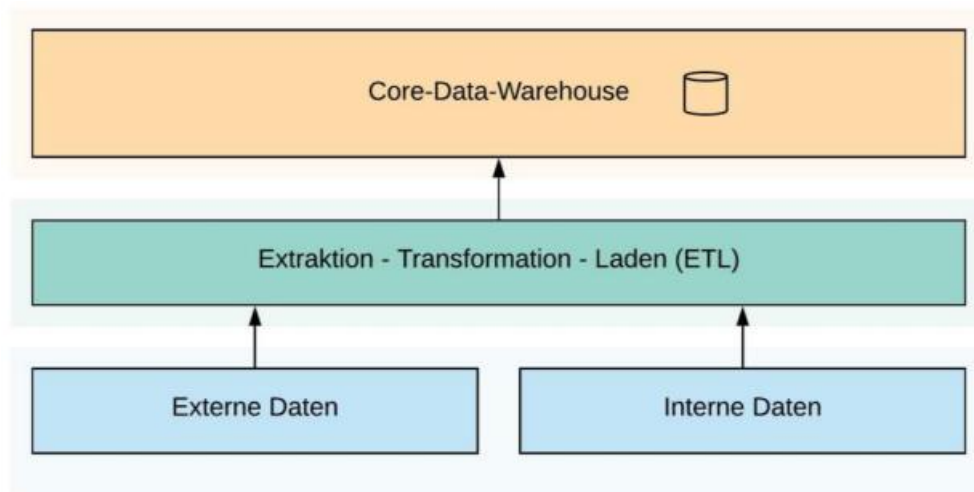 Core-Data-Warehouse
Extraktion - Transformation - Laden (ETL)
Externe Daten
Interne Daten